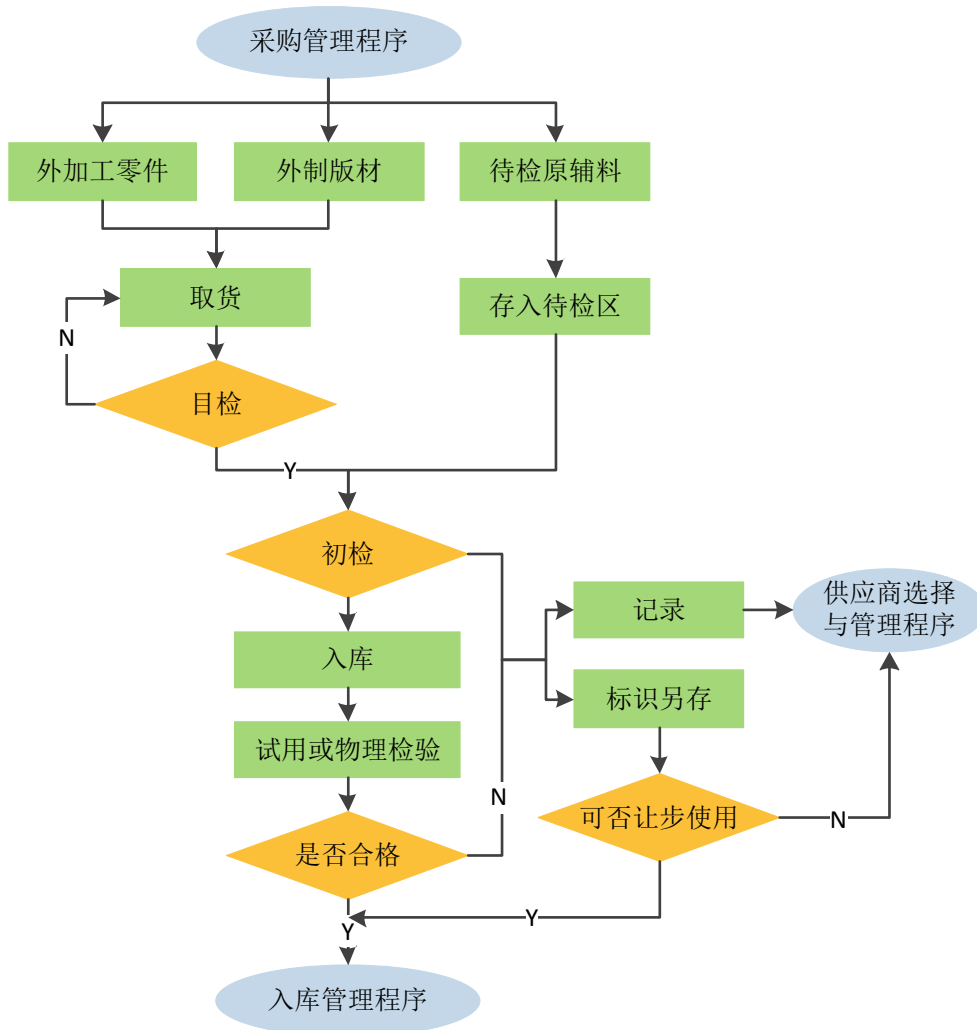 采购管理程序
外加工零件
外制版材
待检原辅料
取货
存入待检区
N
目检
Y
初检
记录
供应商选择
与管理程序
入库
标识另存
试用或物理检验
N
可否让步使用
N
是否合格
Y
Y
入库管理程序